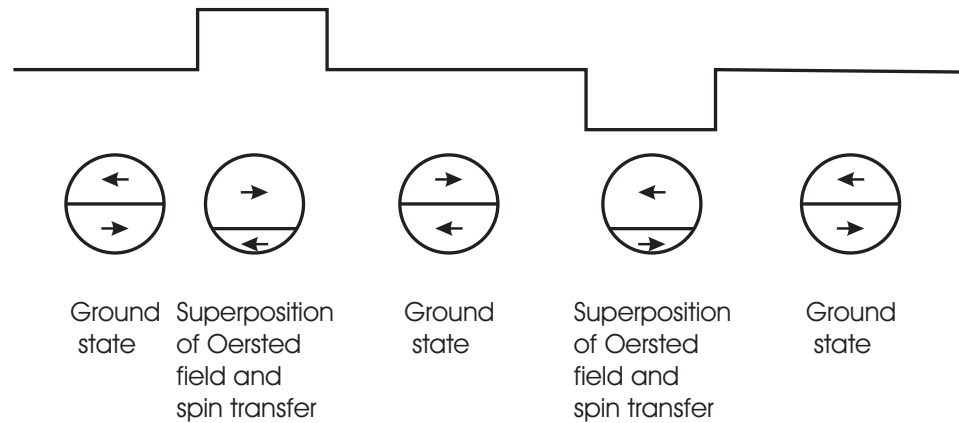 Ground
state
Superposition
of Oersted
field and
spin transfer
Ground
state
Superposition
of Oersted
field and
spin transfer
Ground
state